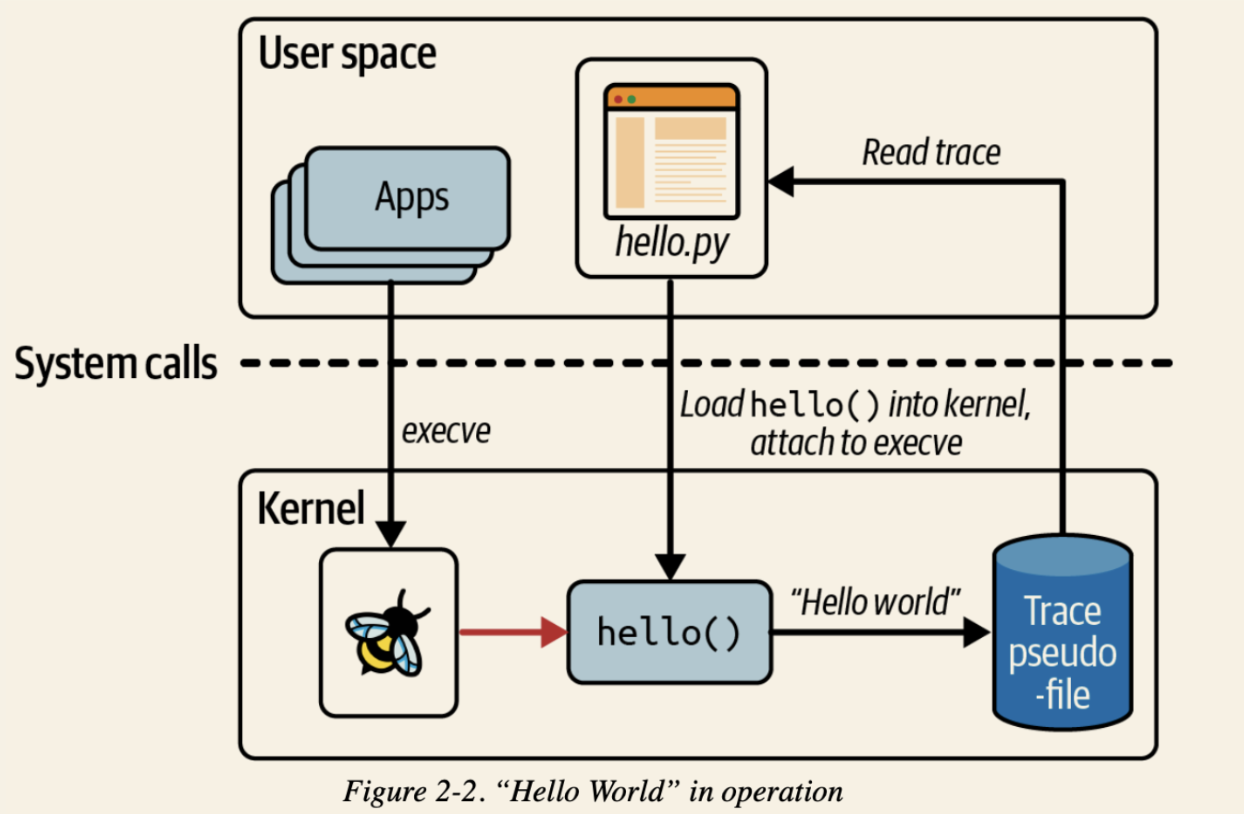 User space
Apps
hello.py
Read trace
System calls
execve
Load hello() into kernel,
attach to execve
Kernel
hello()
“Hello world”
Trace
pseudo
-file
Figure 2-2. “Hello World” in operation